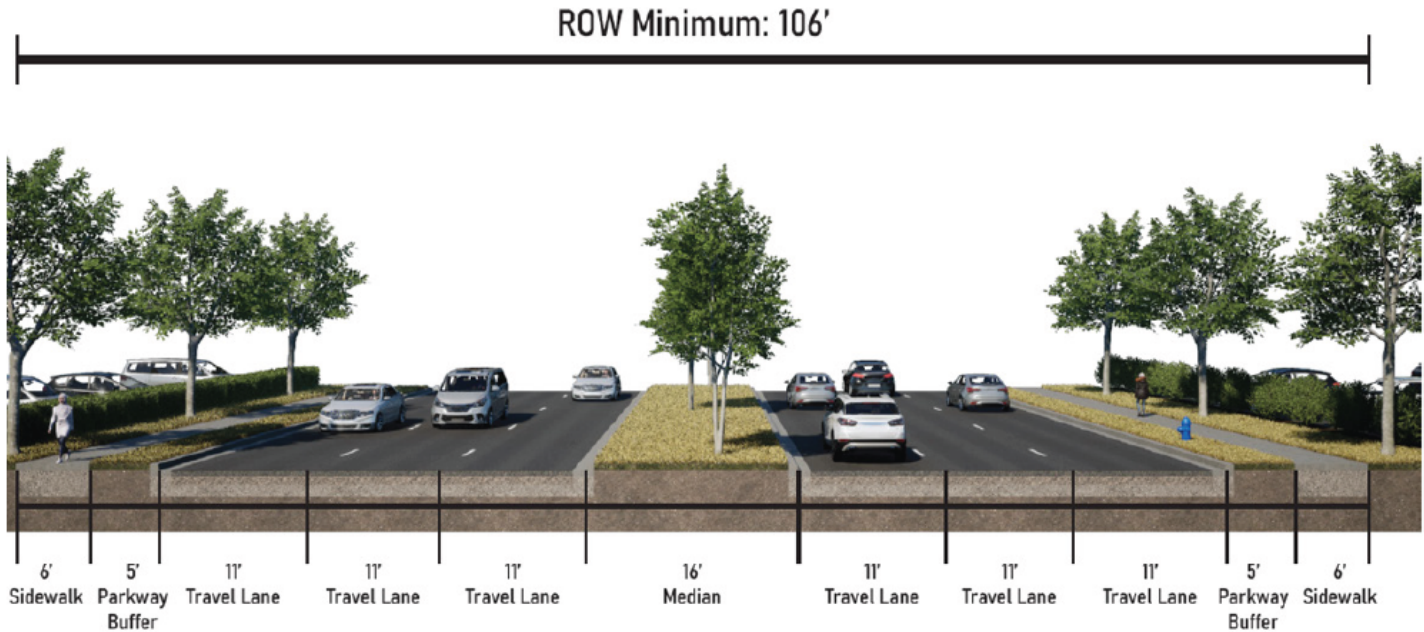 ROW Minimum: 106'
6' Sidewalk
5' Parkway Buffer
11' Travel Lane
11' Travel Lane
11' Travel Lane
16' Median
11' Travel Lane
11' Travel Lane
11' Travel Lane
5' Parkway Buffer
6' Sidewalk